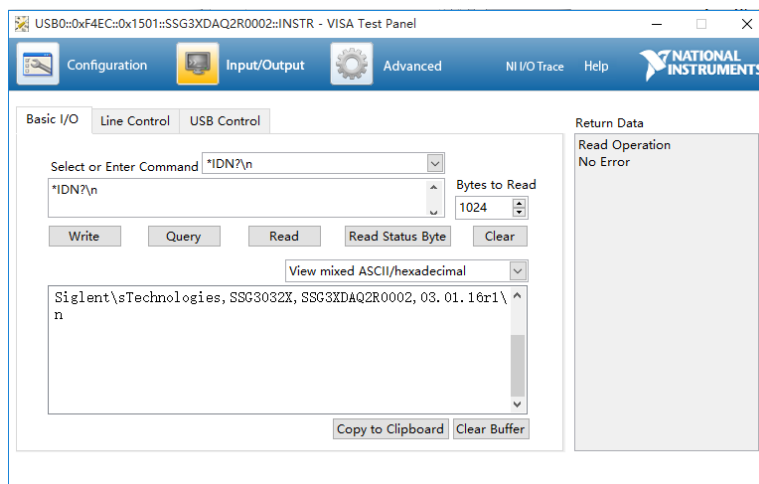 USB0::0xF4EC::0x1501::SSG3XDAQ2R0002::INSTR - VISA Test Panel
Configuration
Input/Output
Advanced
NI I/O Trace
Help
NATIONAL
INSTRUMENTS
Basic I/O
Line Control
USB Control
Return Data
Read Operation
No Error
Select or Enter Command
*IDN?\n
*IDN?\n
Bytes to Read
1024
Write
Query
Read
Read Status Byte
Clear
View mixed ASCII/hexadecimal
Siglent\sTechnologies,SSG3032X,SSG3XDAQ2R0002,03.01.16r1\
n
Copy to Clipboard
Clear Buffer